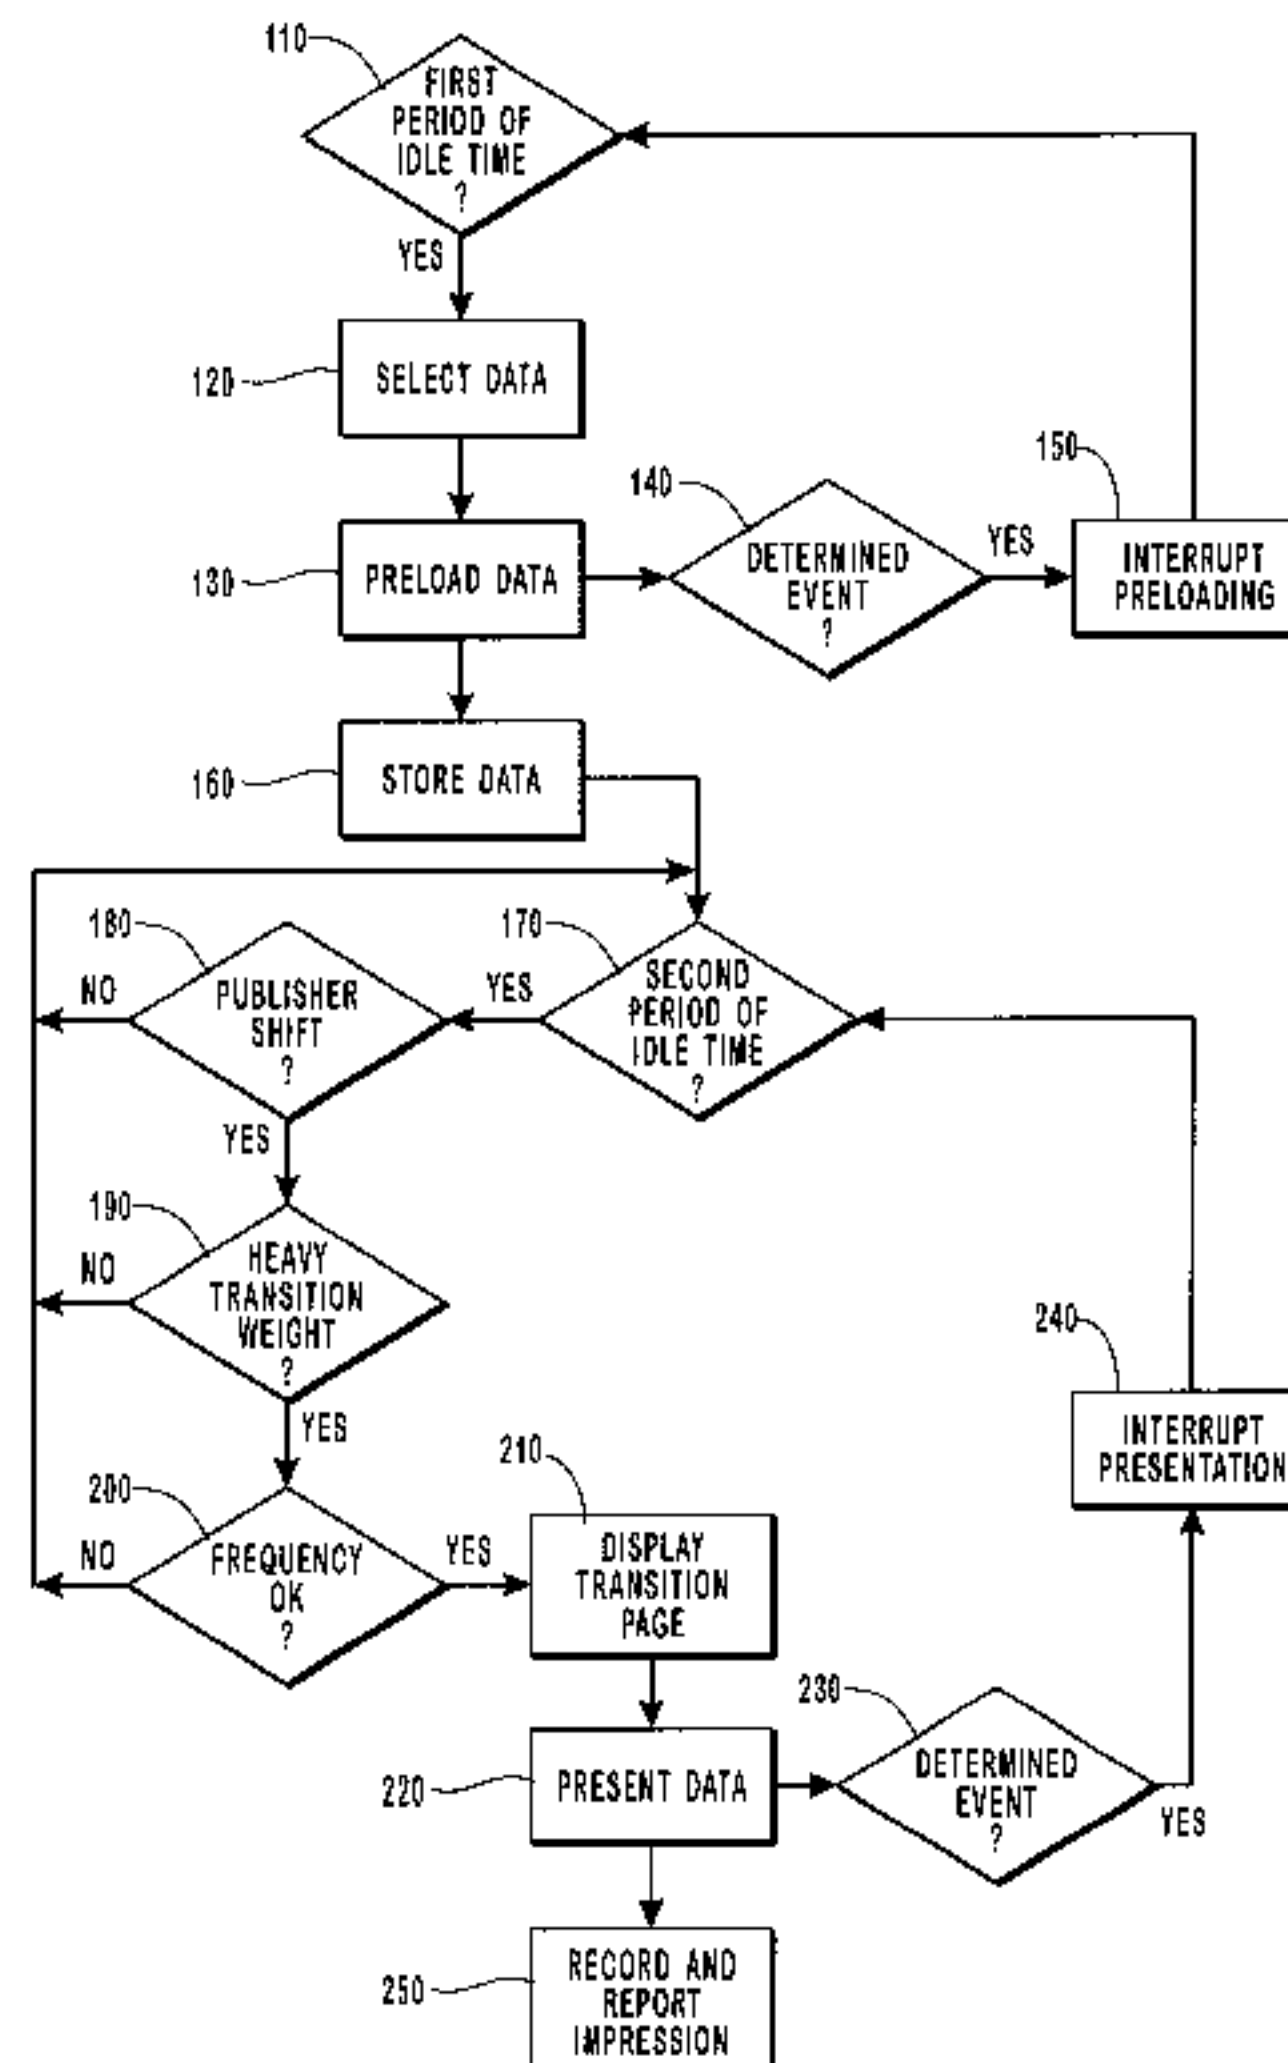 110
FIRST
PERIOD OF
IDLE TIME
?
YES
120
SELECT DATA
130
PRELOAD DATA
140
DETERMINED
EVENT
?
YES
150
INTERRUPT
PRELOADING
160
STORE DATA
170
SECOND
PERIOD OF
IDLE TIME
?
YES
180
PUBLISHER
SHIFT
?
NO
YES
190
HEAVY
TRANSITION
WEIGHT
?
NO
YES
200
FREQUENCY
OK
?
NO
YES
210
DISPLAY
TRANSITION
PAGE
220
PRESENT DATA
230
DETERMINED
EVENT
?
YES
240
INTERRUPT
PRESENTATION
250
RECORD AND
REPORT
IMPRESSION